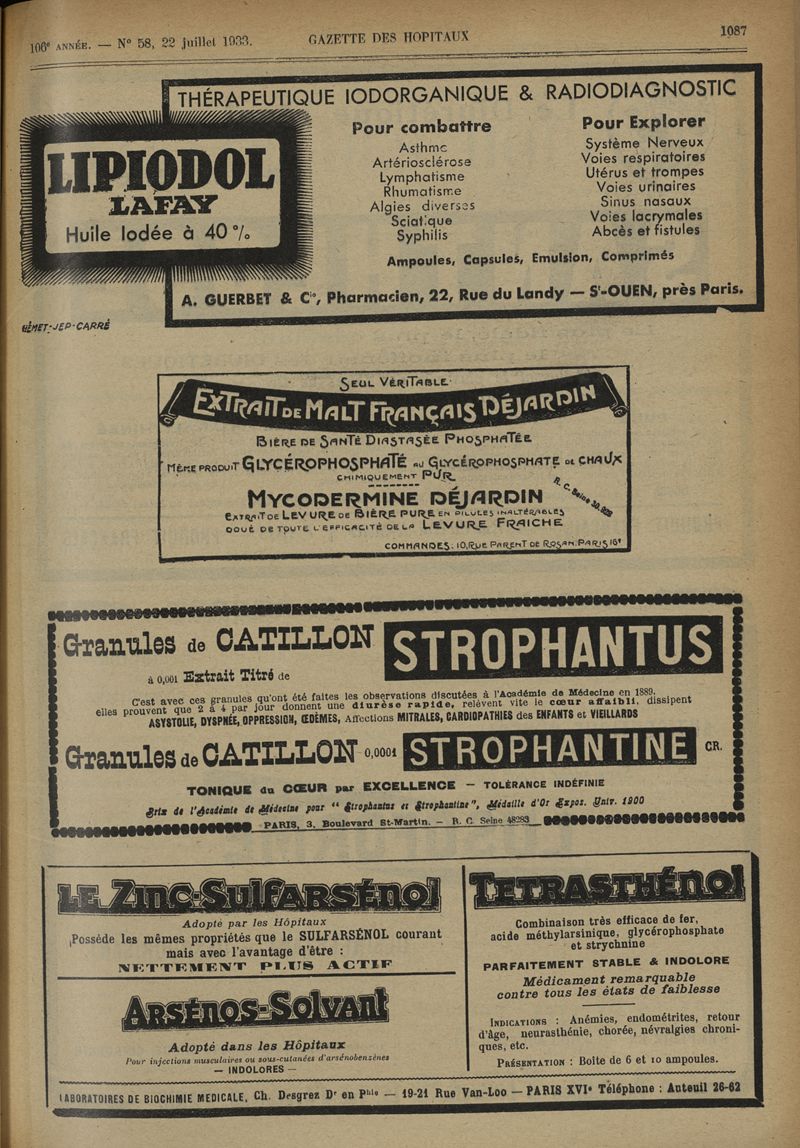 106e ANNÉE. — N° 58, 22 juillet 1933.
GAZETTE DES HOPITAUX
1087
THÉRAPEUTIQUE IODORGANIQUE & RADIODIAGNOSTIC
LIPIODOL
LAFAY
Huile Iodée à 40 %
Pour combattre
Asthme
Artériosclérose
Lymphatisme
Rhumatisme
Algies diverses
Sciatique
Syphilis
Pour Explorer
Système Nerveux
Voies respiratoires
Utérus et trompes
Voies urinaires
Sinus nasaux
Voies lacrymales
Abcès et fistules
Ampoules, Capsules, Emulsion, Comprimés
A. GUERBET & Cie, Pharmacien, 22, Rue du Landy — St-OUEN, près Paris.
HÉMET-JEP-CARRÉ
SEUL VÉRITABLE
EXTRAIT DE MALT FRANÇAIS DÉJARDIN
BIÈRE DE SANTÉ DIASTASÉE PHOSPHATÉE
MÊME PRODUIT GLYCÉROPHOSPHATÉ AU GLYCÉROPHOSPHATE DE CHAUX
CHIMIQUEMENT PUR
MYCODERMINE DÉJARDIN
R. C. Seine 30.829
EXTRAIT DE LEVURE DE BIÈRE PURE EN PILULES INALTÉRABLES
DOUÉ DE TOUTE L'EFFICACITÉ DE LA LEVURE FRAICHE
COMMANDES : 10, RUE PARENT DE ROSAN, PARIS 16e
Granules de CATILLON
à 0,001 Extrait Titré de
STROPHANTUS
C'est avec ces granules qu'ont été faites les observations discutées à l'Académie de Médecine en 1889,
elles prouvent que 2 à 4 par jour donnent une diurèse rapide, relèvent vite le cœur affaibli, dissipent
ASYSTOLIE, DYSPNÉE, OPPRESSION, ŒDÈMES, Affections MITRALES, CARDIOPATHIES des ENFANTS et VIEILLARDS
Granules de CATILLON 0,0001 STROPHANTINE CR.
TONIQUE du CŒUR par EXCELLENCE — TOLÉRANCE INDÉFINIE
Prix de l'Académie de Médecine pour "Strophantus et Strophantine", Médaille d'Or Expos. Univ. 1900
PARIS, 3, Boulevard St-Martin. — R. C. Seine 48283
LE Zinc-Sulfarsénol
Adopté par les Hôpitaux
Possède les mêmes propriétés que le SULFARSÉNOL courant
mais avec l'avantage d'être :
NETTEMENT PLUS ACTIF
Arsénos-Solvant
Adopté dans les Hôpitaux
Pour injections musculaires ou sous-cutanées d'arsénobenzènes
— INDOLORES —
TETRASTHÉNOL
Combinaison très efficace de fer,
acide méthylarsinique, glycérophosphate
et strychnine
PARFAITEMENT STABLE & INDOLORE
Médicament remarquable
contre tous les états de faiblesse
INDICATIONS : Anémies, endométrites, retour
d'âge, neurasthénie, chorée, névralgies chroni-
ques, etc.
PRÉSENTATION : Boîte de 6 et 10 ampoules.
LABORATOIRES DE BIOCHIMIE MEDICALE, Ch. Desgrez Dr en Phie — 19-21 Rue Van-Loo — PARIS XVIe Téléphone : Auteuil 26-62